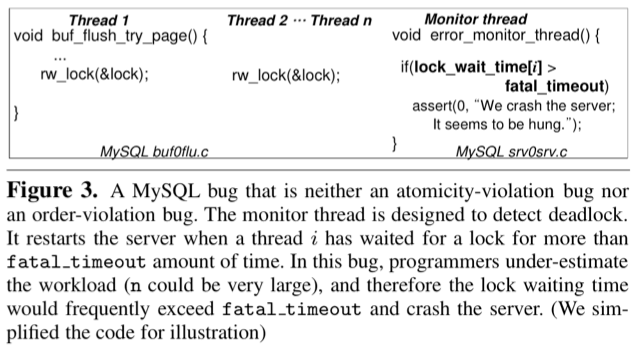 Thread 1 Thread 2 ··· Thread n Monitor thread
void buf_flush_try_page() { void error_monitor_thread() {
...
rw_lock(&lock); rw_lock(&lock); if(lock_wait_time[i] >
fatal_timeout)
assert(0, "We crash the server;
It seems to be hung.");
} }
MySQL buf0flu.c MySQL srv0srv.c
Figure 3. A MySQL bug that is neither an atomicity-violation bug nor
an order-violation bug. The monitor thread is designed to detect deadlock.
It restarts the server when a thread i has waited for a lock for more than
fatal_timeout amount of time. In this bug, programmers under-estimate
the workload (n could be very large), and therefore the lock waiting time
would frequently exceed fatal_timeout and crash the server. (We sim-
plified the code for illustration)